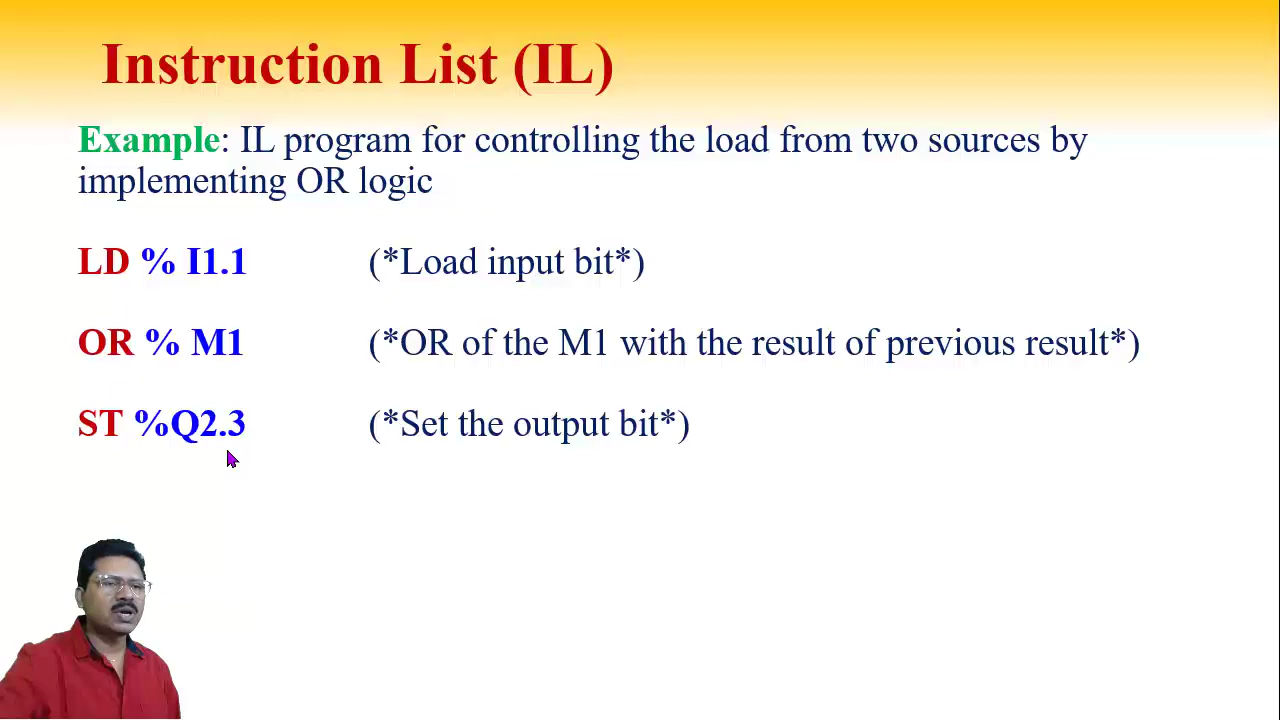 Instruction List (IL)
Example: IL program for controlling the load from two sources by
implementing OR logic
LD % I1.1 (*Load input bit*)
OR % M1 (*OR of the M1 with the result of previous result*)
ST %Q2.3 (*Set the output bit*)